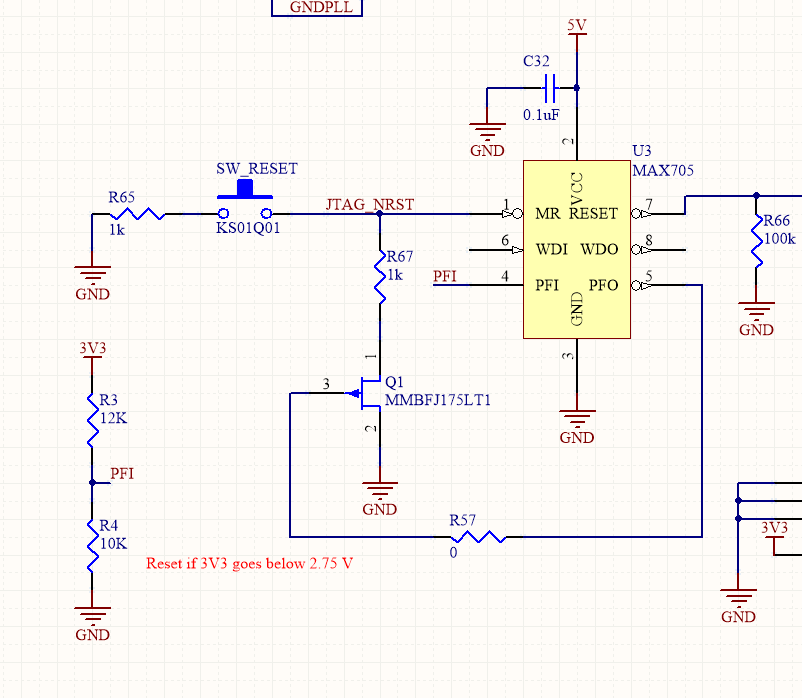 GNDPLL
5V
C32
0.1uF
GND
2
U3
MAX705
SW_RESET
KS01Q01
R65
1k
GND
JTAG_NRST
1
MR
VCC
RESET
7
6
WDI
WDO
8
PFI
4
PFI
PFO
5
GND
3
GND
R66
100k
GND
R67
1k
1
Q1
MMBFJ175LT1
3
2
GND
3V3
R3
12K
PFI
R4
10K
GND
Reset if 3V3 goes below 2.75 V
R57
0
3V3
GND